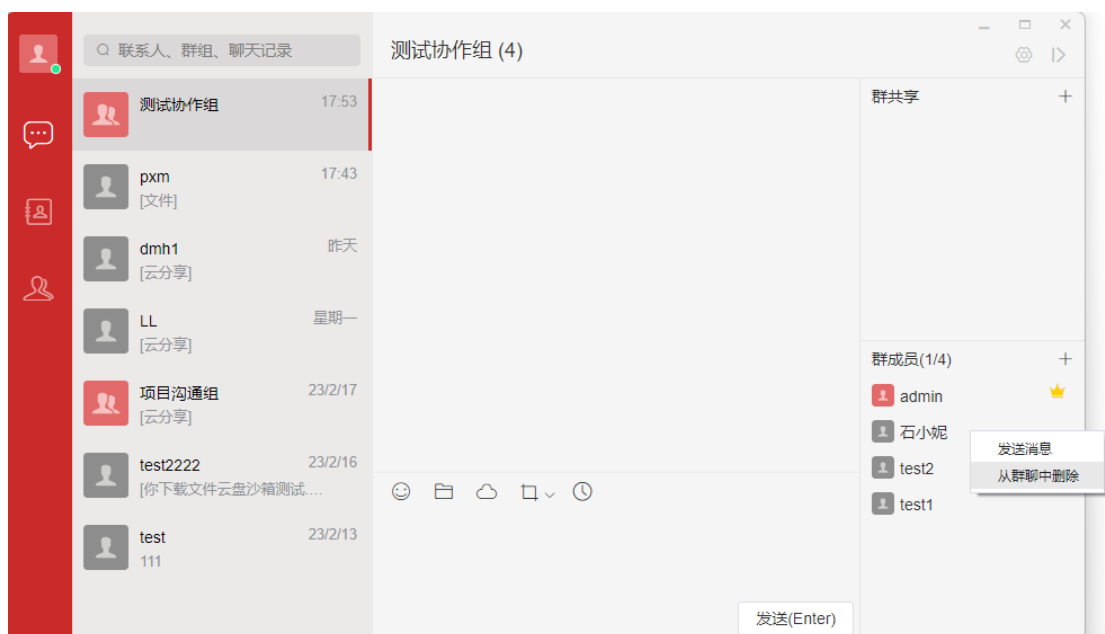 联系人、群组、聊天记录
测试协作组
17:53
pxm
17:43
[文件]
dmh1
昨天
[云分享]
LL
星期一
[云分享]
项目沟通组
23/2/17
[云分享]
test2222
23/2/16
[你下载文件云盘沙箱测试....
test
23/2/13
111
测试协作组 (4)
发送(Enter)
群共享
群成员(1/4)
admin
石小妮
test2
test1
发送消息
从群聊中删除